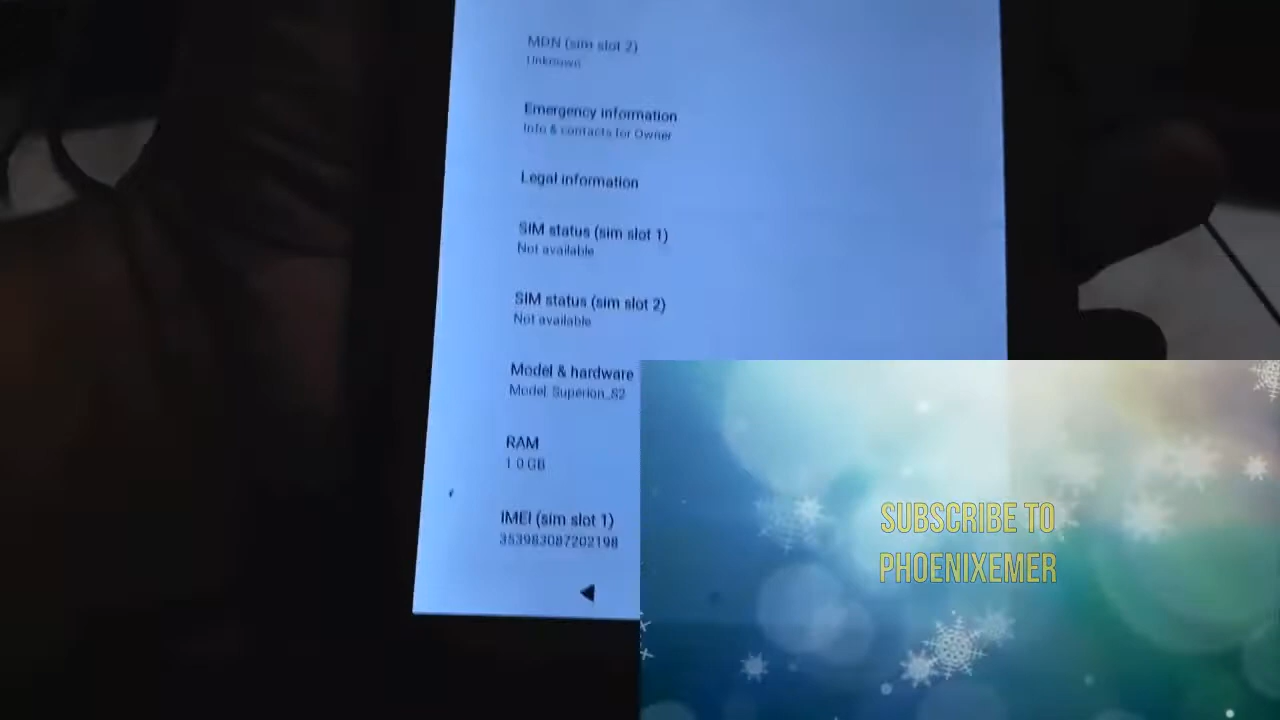 MDN (sim slot 2)
Unknown
Emergency information
Info & contacts for Owner
Legal information
SIM status (sim slot 1)
Not available
SIM status (sim slot 2)
Not available
Model & hardware
Model: Superion_S2
RAM
1.0 GB
IMEI (sim slot 1)
353983087202198
SUBSCRIBE TO
PHOENIXEMER